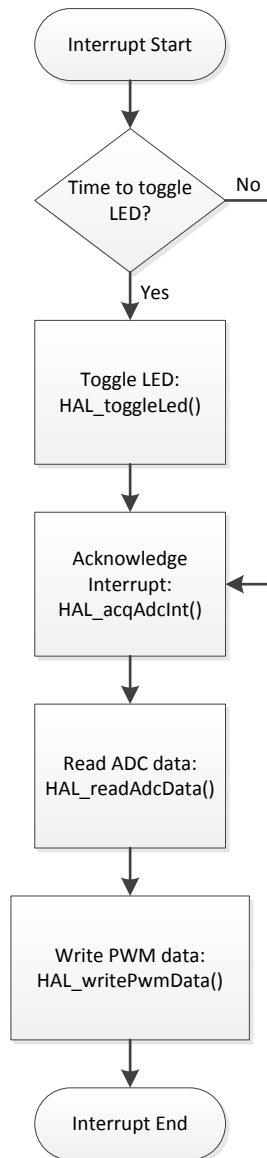 Interrupt Start
Time to toggle
LED?
No
Yes
Toggle LED:
HAL_toggleLed()
Acknowledge
Interrupt:
HAL_acqAdcInt()
Read ADC data:
HAL_readAdcData()
Write PWM data:
HAL_writePwmData()
Interrupt End